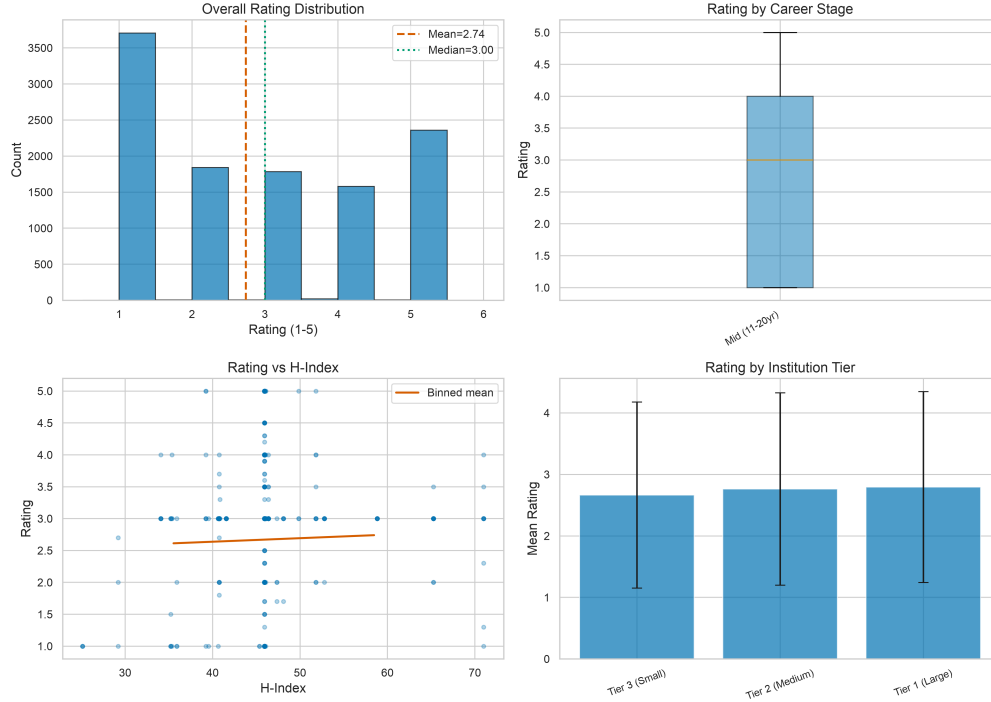 Overall Rating Distribution
Mean=2.74
Median=3.00
3500
3000
2500
2000
1500
1000
500
0
Count
1 2 3 4 5 6
Rating (1-5)
Rating by Career Stage
5.0
4.5
4.0
3.5
3.0
2.5
2.0
1.5
1.0
Rating
Mid (11-20yr)
Rating vs H-Index
Binned mean
5.0
4.5
4.0
3.5
3.0
2.5
2.0
1.5
1.0
Rating
30 40 50 60 70
H-Index
Rating by Institution Tier
4
3
2
1
0
Mean Rating
Tier 3 (Small)
Tier 2 (Medium)
Tier 1 (Large)